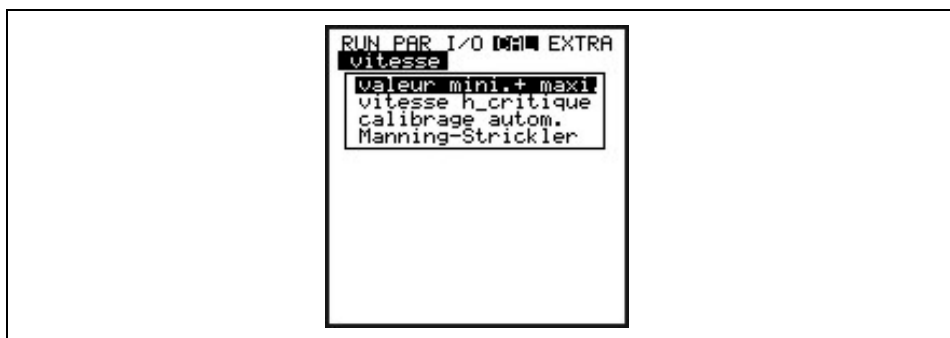 RUN PAR I/O CAL EXTRA
vitesse
valeur mini.+ maxi.
vitesse h_critique
calibrage autom.
Manning-Strickler